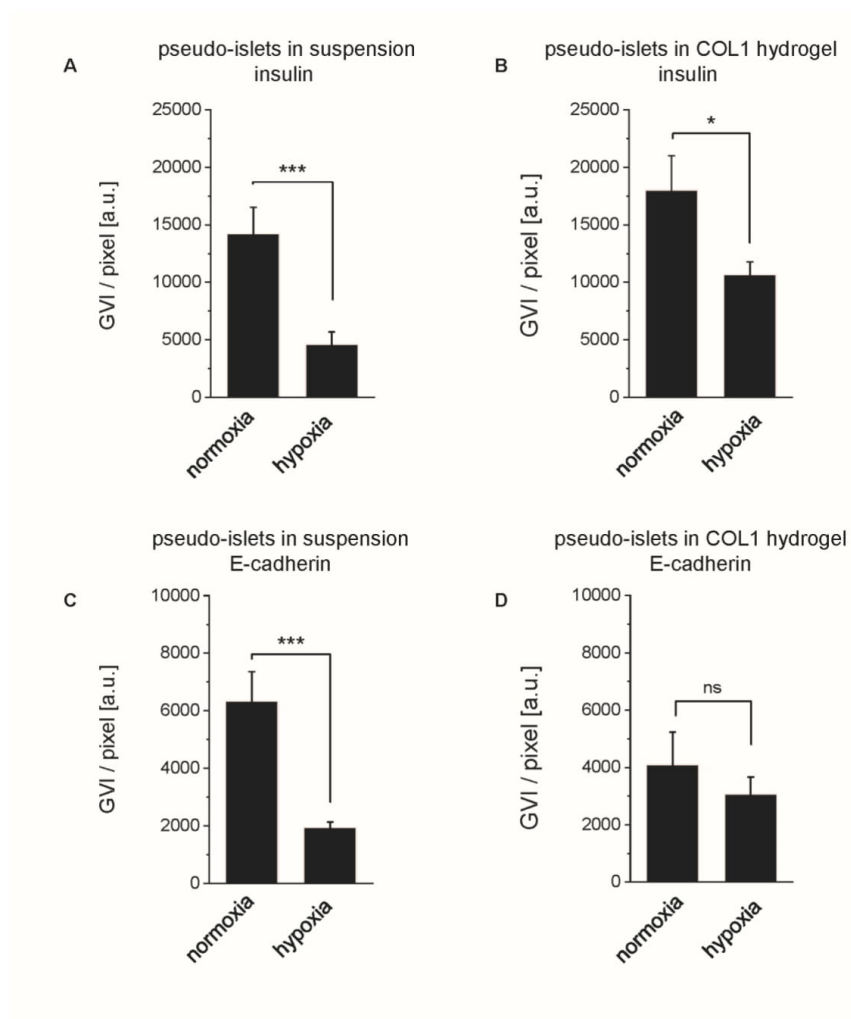 A
pseudo-islets in suspension
insulin
25000
20000
15000
10000
5000
0
GVI / pixel [a.u.]
***
normoxia
hypoxia
B
pseudo-islets in COL1 hydrogel
insulin
25000
20000
15000
10000
5000
0
GVI / pixel [a.u.]
*
normoxia
hypoxia
C
pseudo-islets in suspension
E-cadherin
10000
8000
6000
4000
2000
0
GVI / pixel [a.u.]
***
normoxia
hypoxia
D
pseudo-islets in COL1 hydrogel
E-cadherin
10000
8000
6000
4000
2000
0
GVI / pixel [a.u.]
ns
normoxia
hypoxia